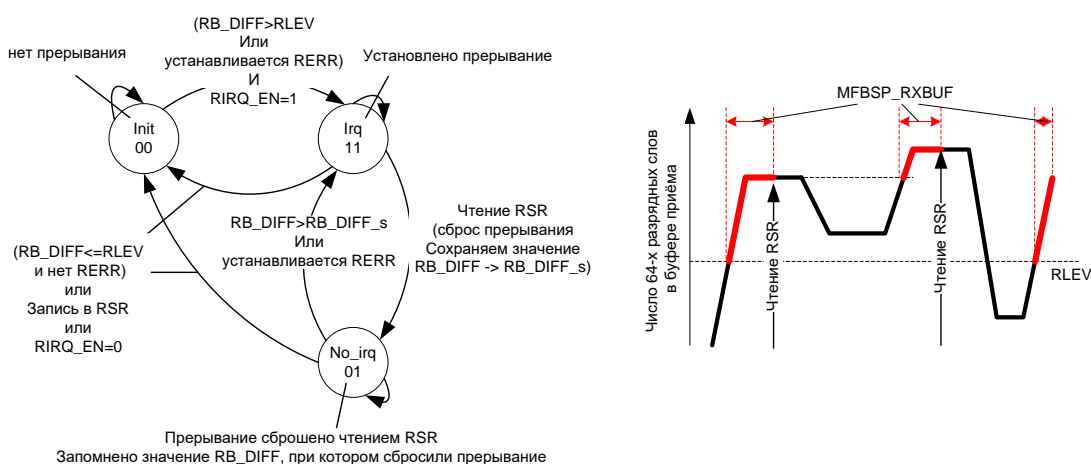 (RB_DIFF>RLEV
Или
устанавливается RERR)
И
RIRQ_EN=1
нет прерывания
Установлено прерывание
Init
00
Irq
11
RB_DIFF>RB_DIFF_s
Или
устанавливается RERR
Чтение RSR
(сброс прерывания
Сохраняем значение
RB_DIFF -> RB_DIFF_s)
(RB_DIFF<=RLEV
и нет RERR)
или
Запись в RSR
или
RIRQ_EN=0
No_irq
01
Прерывание сброшено чтением RSR
Запомнено значение RB_DIFF, при котором сбросили прерывание
MFBSP_RXBUF
Число 64-х разрядных слов
в буфере приёма
Чтение RSR
Чтение RSR
RLEV